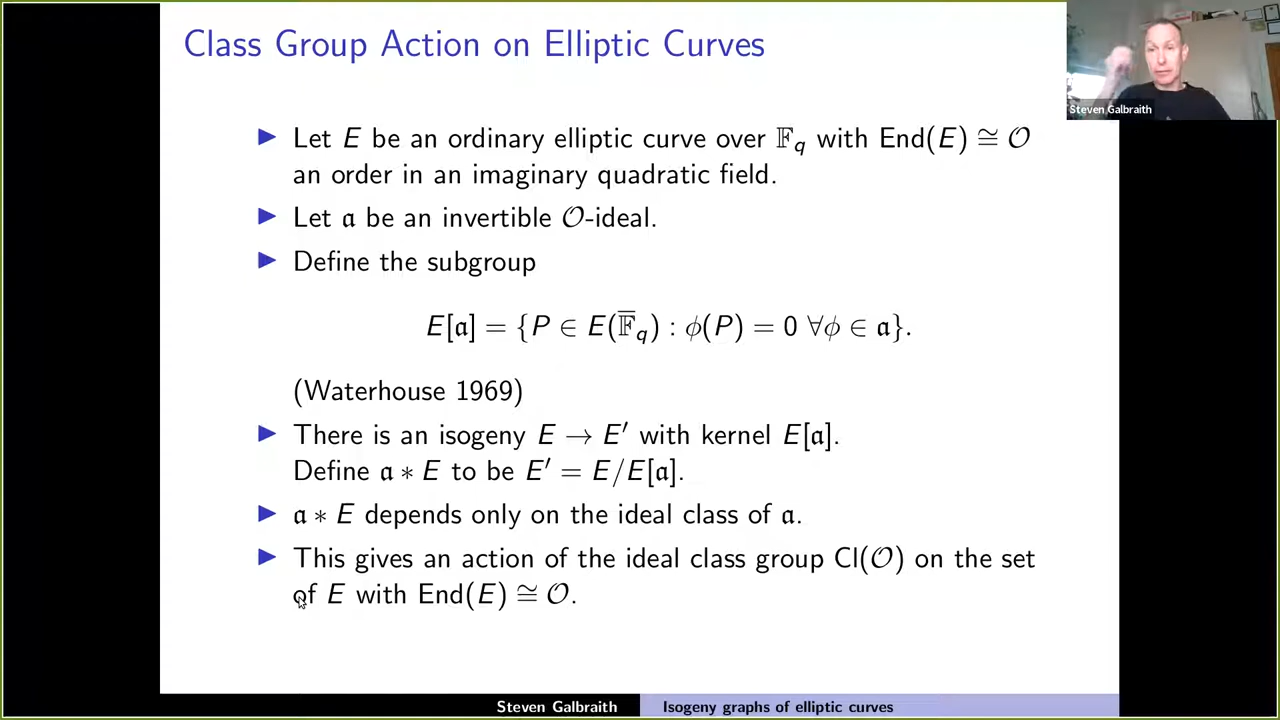 Class Group Action on Elliptic Curves
Steven Galbraith
▶ Let E be an ordinary elliptic curve over 𝔽_q with End(E) ≅ 𝒪
an order in an imaginary quadratic field.
▶ Let 𝔞 be an invertible 𝒪-ideal.
▶ Define the subgroup
E[𝔞] = {P ∈ E(𝔽̅_q) : ϕ(P) = 0 ∀ϕ ∈ 𝔞}.
(Waterhouse 1969)
▶ There is an isogeny E → E′ with kernel E[𝔞].
Define 𝔞 ∗ E to be E′ = E/E[𝔞].
▶ 𝔞 ∗ E depends only on the ideal class of 𝔞.
▶ This gives an action of the ideal class group Cl(𝒪) on the set
of E with End(E) ≅ 𝒪.
Steven Galbraith
Isogeny graphs of elliptic curves